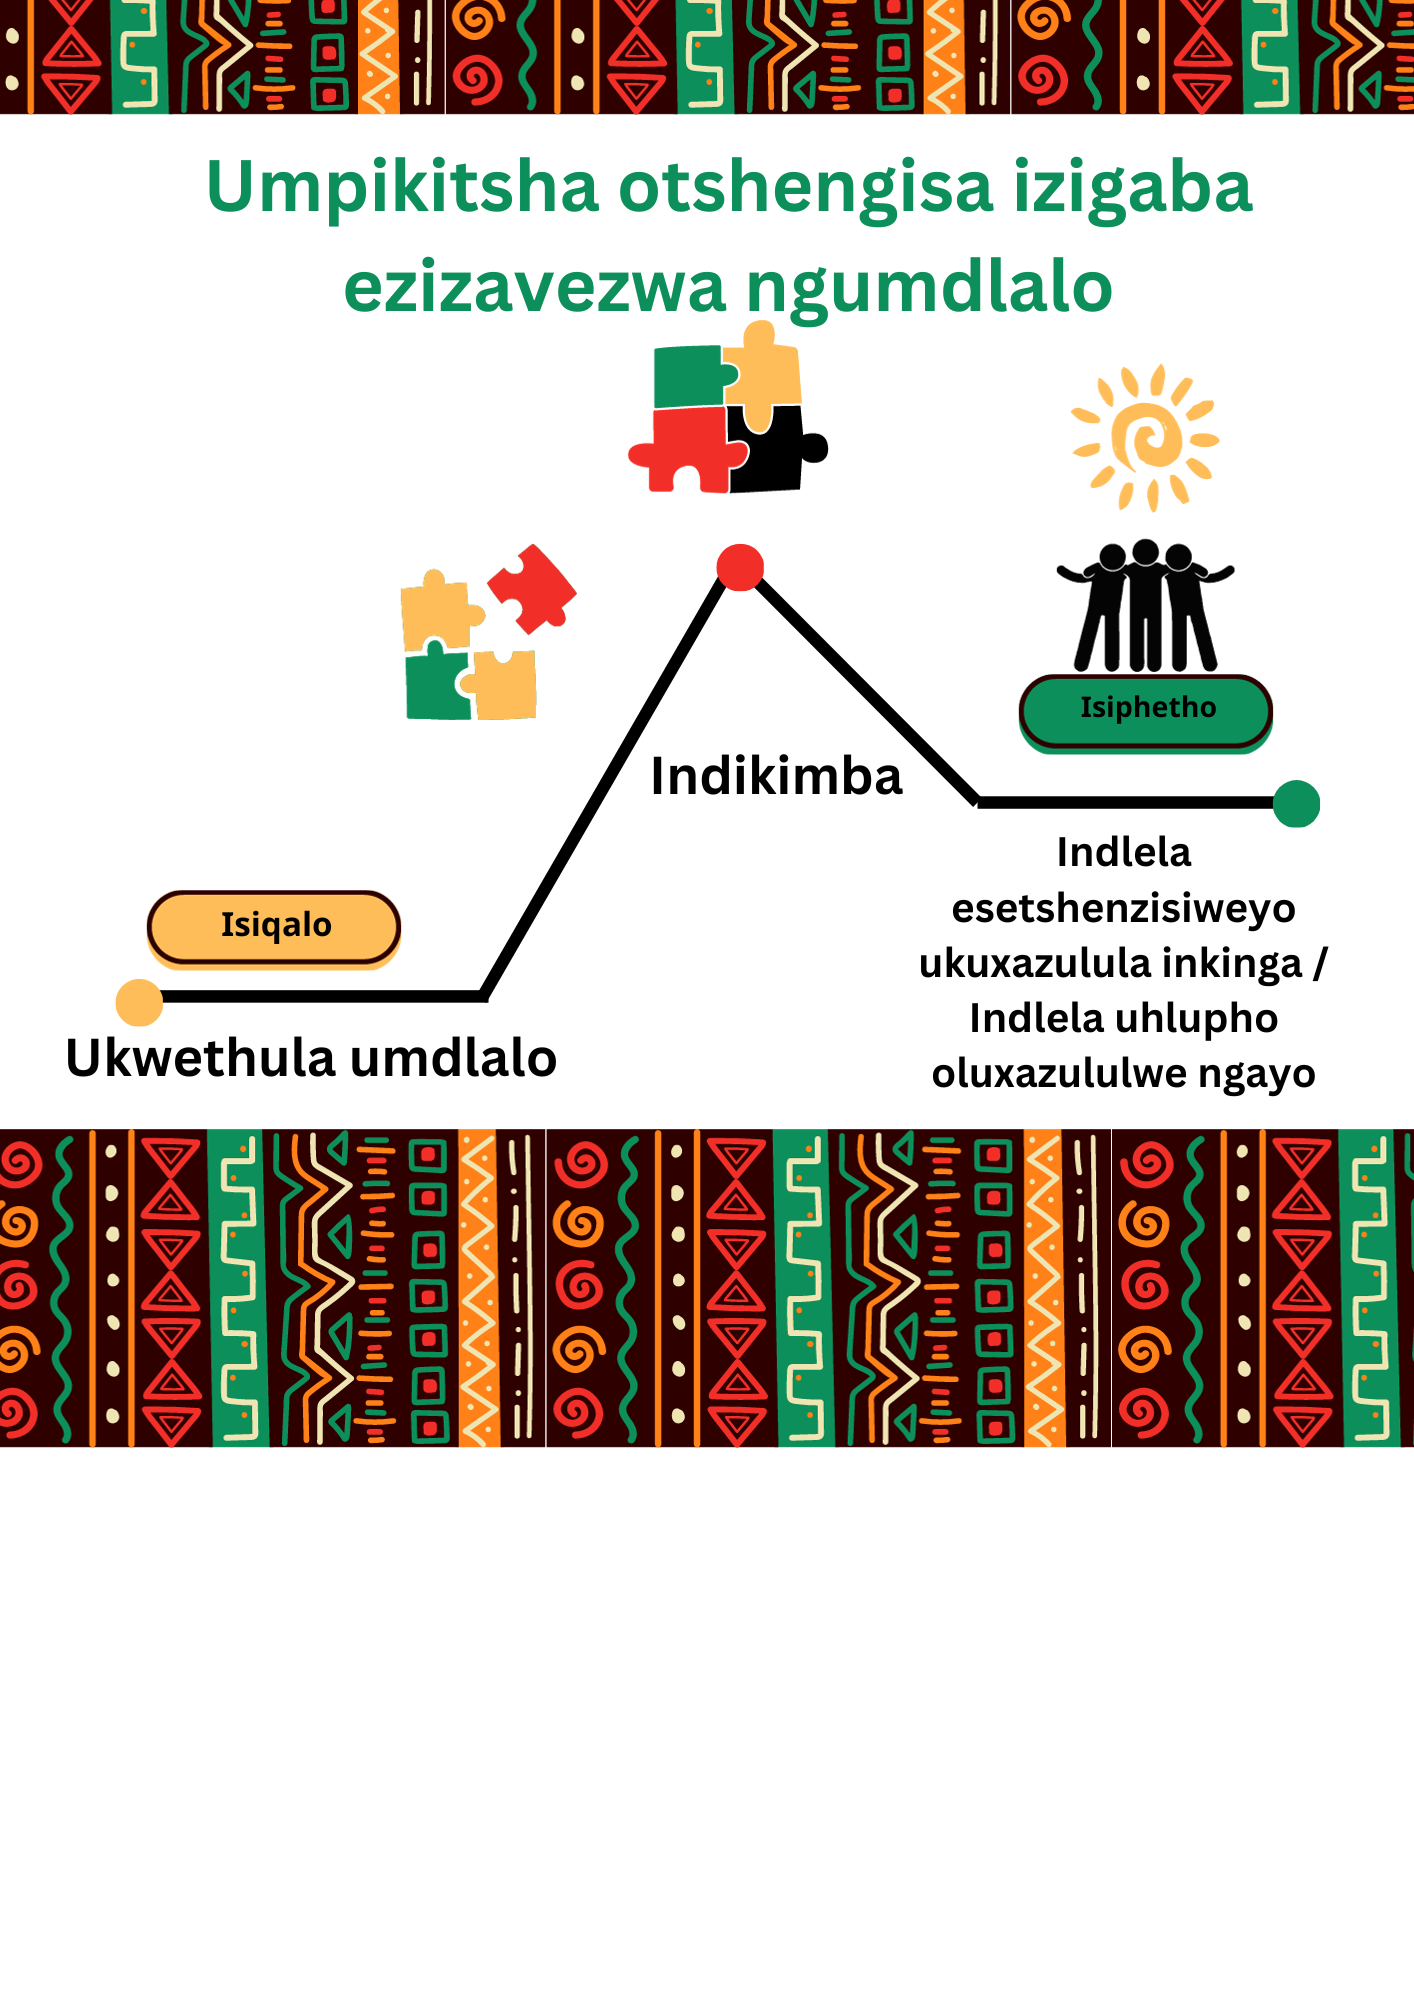 Umpikitsha otshengisa izigaba
ezizavezwa ngumdlalo
Isiphetho
Indikimba
Indlela
esetshenzisiweyo
ukuxazulula inkinga /
Indlela uhlupho
oluxazululwe ngayo
Isiqalo
Ukwethula umdlalo